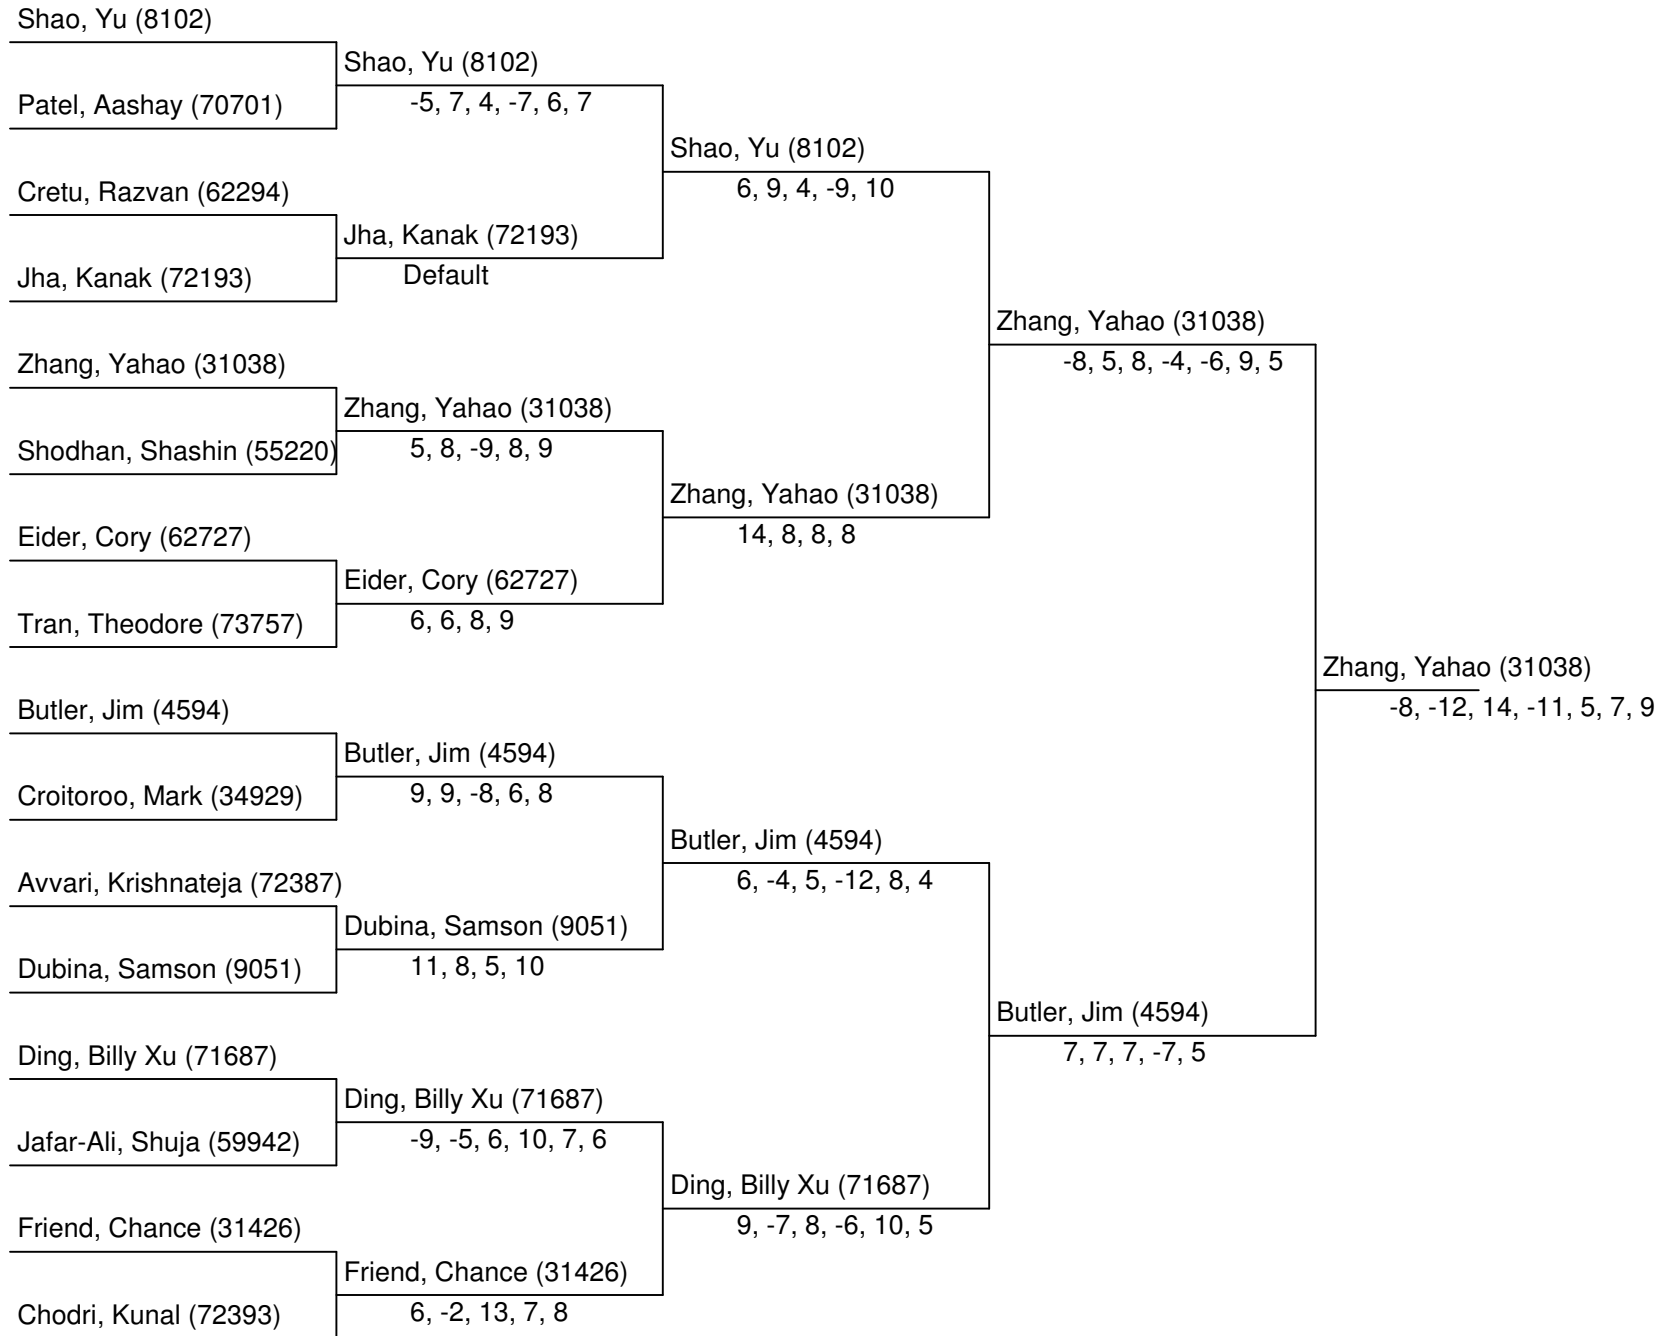 Shao, Yu (8102)
Shao, Yu (8102)
Patel, Aashay (70701)
-5, 7, 4, -7, 6, 7
Shao, Yu (8102)
Cretu, Razvan (62294)
6, 9, 4, -9, 10
Jha, Kanak (72193)
Jha, Kanak (72193)
Default
Zhang, Yahao (31038)
Zhang, Yahao (31038)
-8, 5, 8, -4, -6, 9, 5
Zhang, Yahao (31038)
Shodhan, Shashin (55220)
5, 8, -9, 8, 9
Zhang, Yahao (31038)
Eider, Cory (62727)
14, 8, 8, 8
Eider, Cory (62727)
Tran, Theodore (73757)
6, 6, 8, 9
Zhang, Yahao (31038)
Butler, Jim (4594)
-8, -12, 14, -11, 5, 7, 9
Butler, Jim (4594)
Croitoroo, Mark (34929)
9, 9, -8, 6, 8
Butler, Jim (4594)
Avvari, Krishnateja (72387)
6, -4, 5, -12, 8, 4
Dubina, Samson (9051)
Dubina, Samson (9051)
11, 8, 5, 10
Butler, Jim (4594)
Ding, Billy Xu (71687)
7, 7, 7, -7, 5
Ding, Billy Xu (71687)
Jafar-Ali, Shuja (59942)
-9, -5, 6, 10, 7, 6
Ding, Billy Xu (71687)
Friend, Chance (31426)
9, -7, 8, -6, 10, 5
Friend, Chance (31426)
Chodri, Kunal (72393)
6, -2, 13, 7, 8